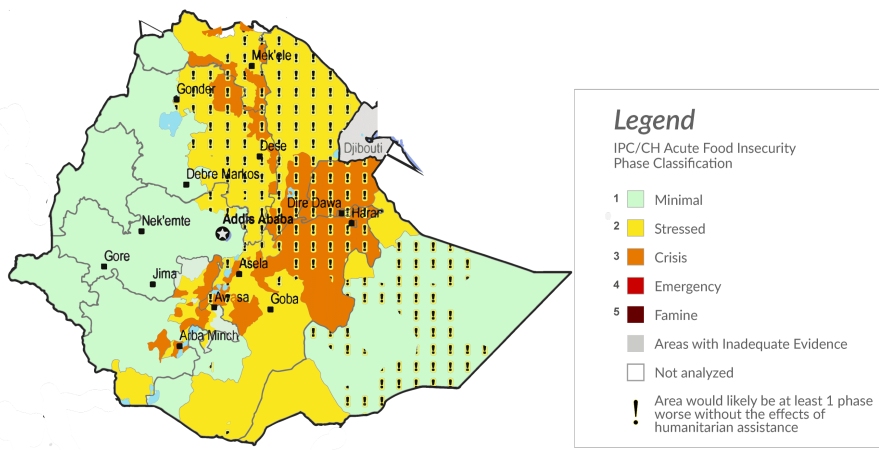 Mek'ele
Gonder
Djibouti
Dese
Debre Markos
Dire Dawa
Harar
Addis Ababa
Nek'emte
Gore
Asela
Jima
Awasa
Goba
Arba Minch
Legend
IPC/CH Acute Food Insecurity
Phase Classification
1 Minimal
2 Stressed
3 Crisis
4 Emergency
5 Famine
Areas with Inadequate Evidence
Not analyzed
! Area would likely be at least 1 phase
worse without the effects of
humanitarian assistance